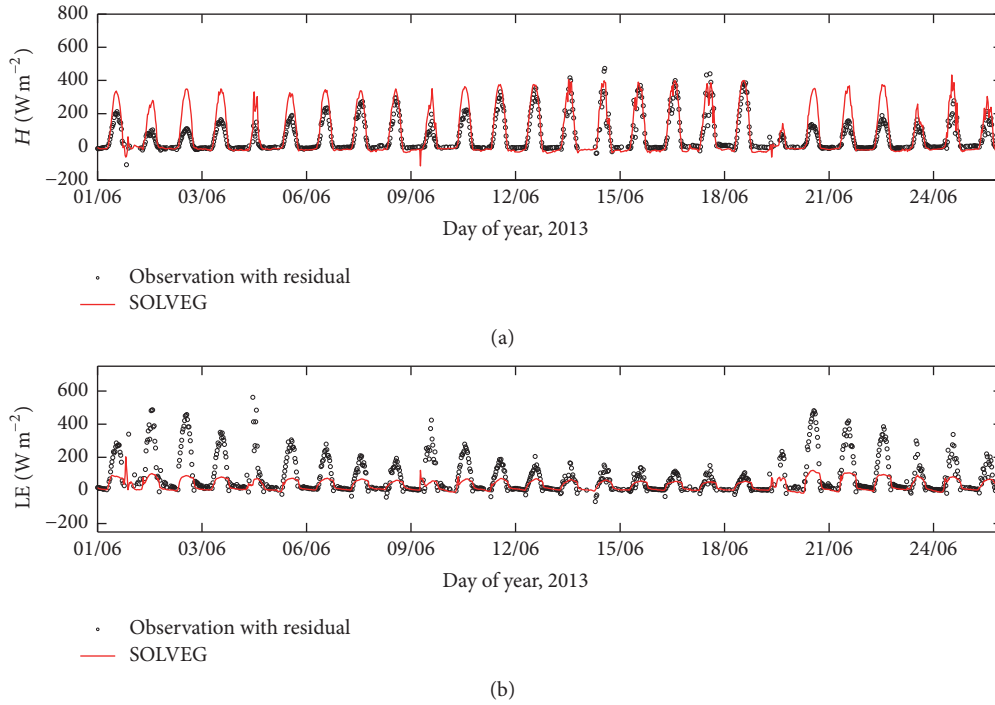 800
600
400
200
0
−200
H (W m−2)
01/06 03/06 06/06 09/06 12/06 15/06 18/06 21/06 24/06
Day of year, 2013
Observation with residual
SOLVEG
(a)
600
400
200
0
−200
LE (W m−2)
01/06 03/06 06/06 09/06 12/06 15/06 18/06 21/06 24/06
Day of year, 2013
Observation with residual
SOLVEG
(b)